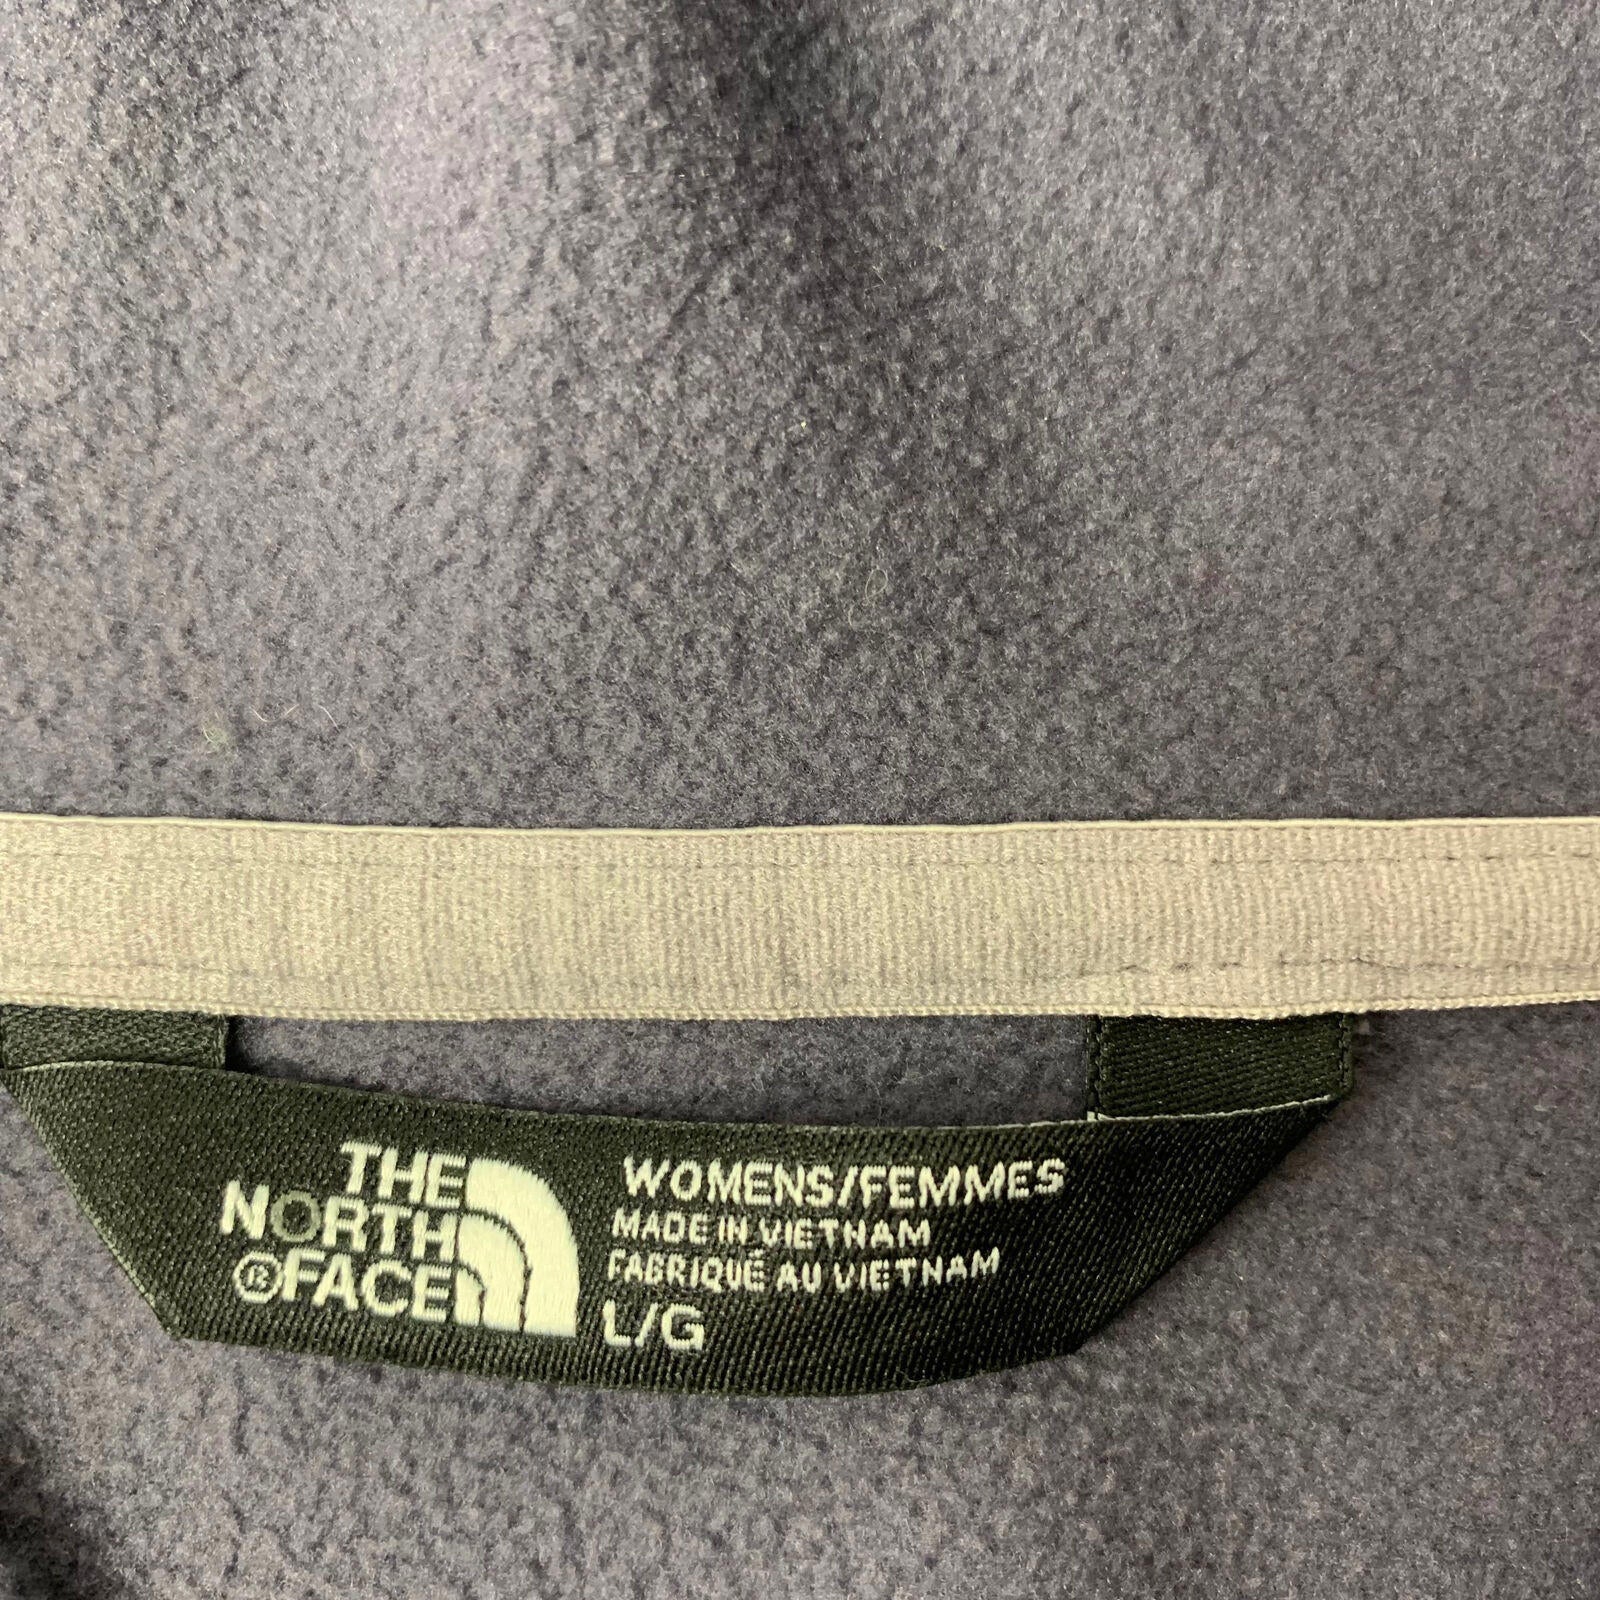 THE
NORTH
®FACE
WOMENS/FEMMES
MADE IN VIETNAM
FABRIQUÉ AU VIETNAM
L/G